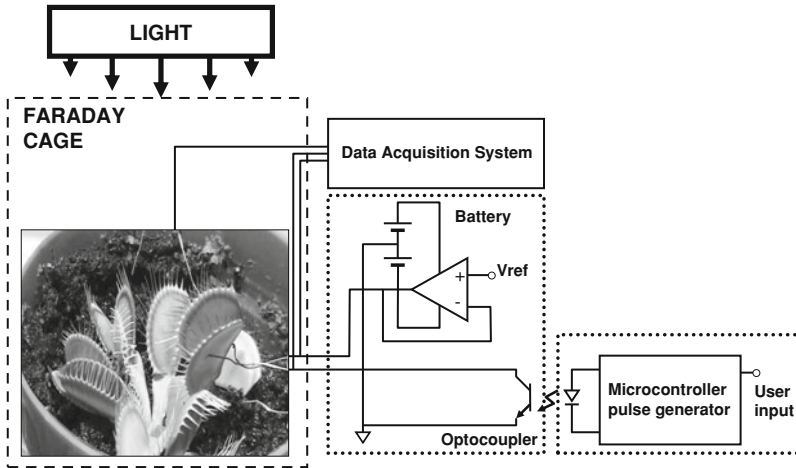 LIGHT
FARADAY
CAGE
Data Acquisition System
Battery
+
Vref
-
Optocoupler
Microcontroller
pulse generator
User
input